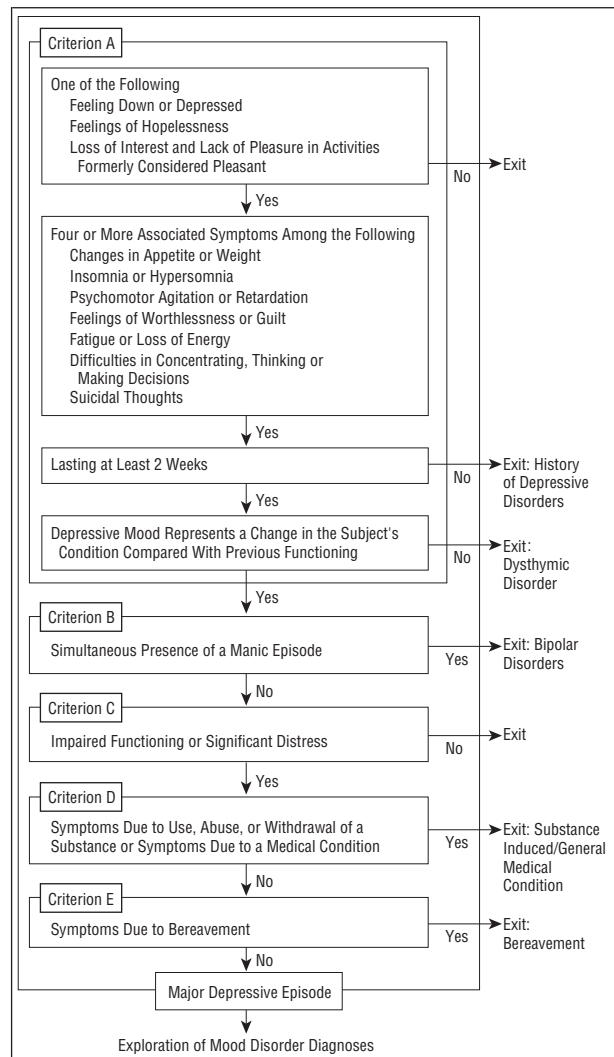 Criterion A
One of the Following
Feeling Down or Depressed
Feelings of Hopelessness
Loss of Interest and Lack of Pleasure in Activities
Formerly Considered Pleasant
No
Exit
Yes
Four or More Associated Symptoms Among the Following
Changes in Appetite or Weight
Insomnia or Hypersomnia
Psychomotor Agitation or Retardation
Feelings of Worthlessness or Guilt
Fatigue or Loss of Energy
Difficulties in Concentrating, Thinking or
Making Decisions
Suicidal Thoughts
Yes
Lasting at Least 2 Weeks
No
Exit: History
of Depressive
Disorders
Yes
Depressive Mood Represents a Change in the Subject's
Condition Compared With Previous Functioning
No
Exit:
Dysthymic
Disorder
Yes
Criterion B
Simultaneous Presence of a Manic Episode
Yes
Exit: Bipolar
Disorders
No
Criterion C
Impaired Functioning or Significant Distress
No
Exit
Yes
Criterion D
Symptoms Due to Use, Abuse, or Withdrawal of a
Substance or Symptoms Due to a Medical Condition
Yes
Exit: Substance
Induced/General
Medical
Condition
No
Criterion E
Symptoms Due to Bereavement
Yes
Exit:
Bereavement
No
Major Depressive Episode
Exploration of Mood Disorder Diagnoses